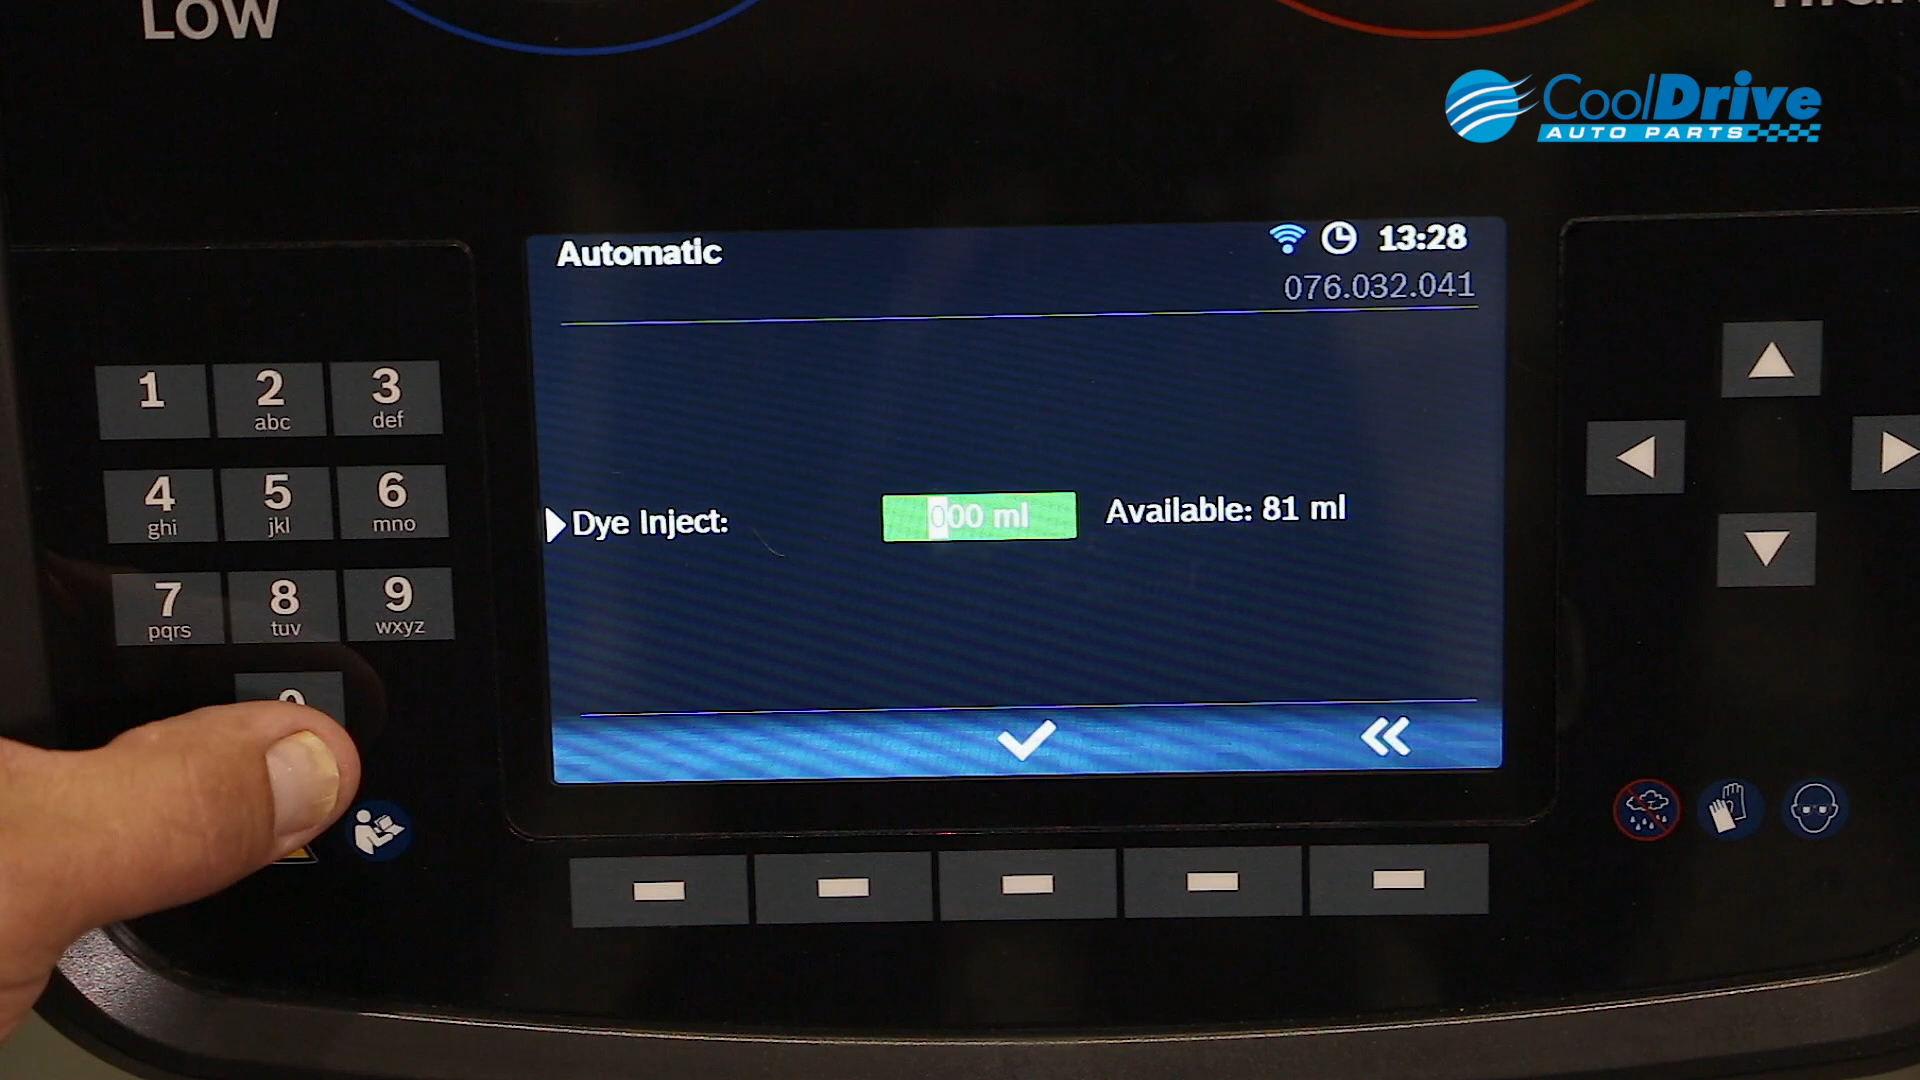 LOW
CoolDrive
AUTO PARTS
Automatic
13:28
076.032.041
Dye Inject:
000 ml
Available: 81 ml
1
2
abc
3
def
4
ghi
5
jkl
6
mno
7
pqrs
8
tuv
9
wxyz
0